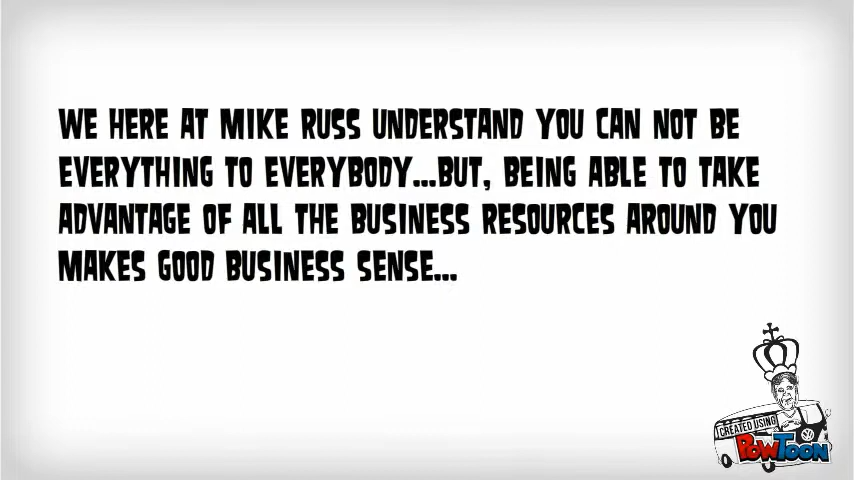 WE HERE AT MIKE RUSS UNDERSTAND YOU CAN NOT BE
EVERYTHING TO EVERYBODY...BUT, BEING ABLE TO TAKE
ADVANTAGE OF ALL THE BUSINESS RESOURCES AROUND YOU
MAKES GOOD BUSINESS SENSE...
I CREATED USING
POWTOON